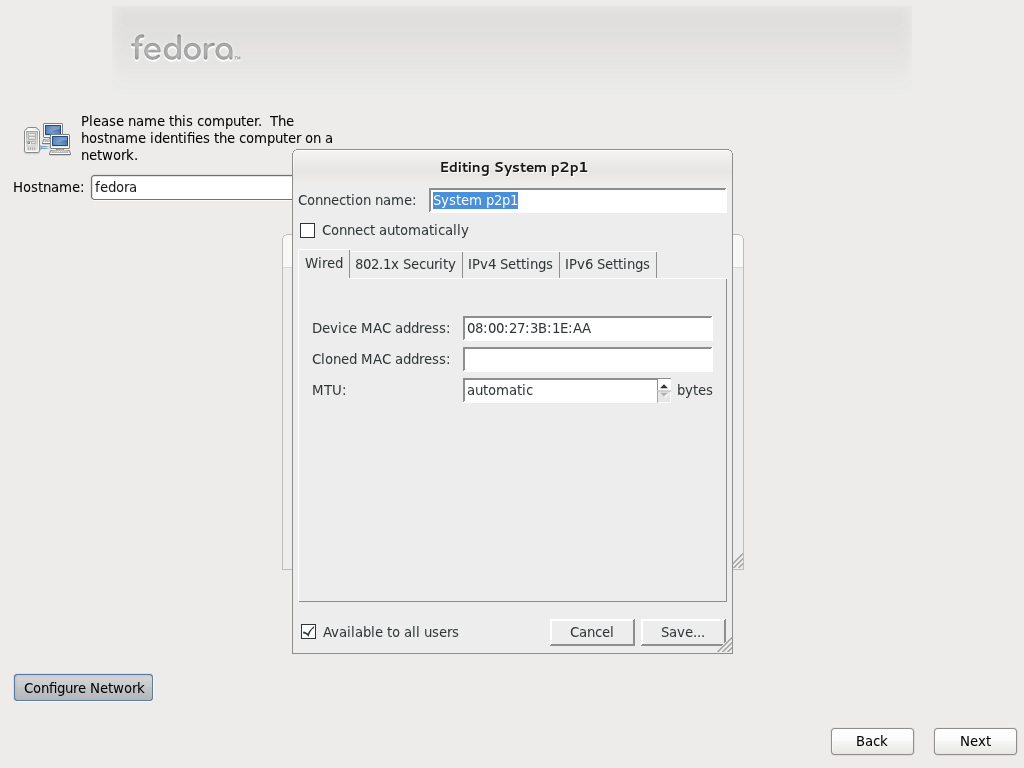 fedora™
Please name this computer.  The
hostname identifies the computer on a
network.
Hostname: fedora
Editing System p2p1
Connection name: System p2p1
Connect automatically
Wired 802.1x Security IPv4 Settings IPv6 Settings
Device MAC address: 08:00:27:3B:1E:AA
Cloned MAC address:
MTU: automatic bytes
Available to all users Cancel Save...
Configure Network
Back Next